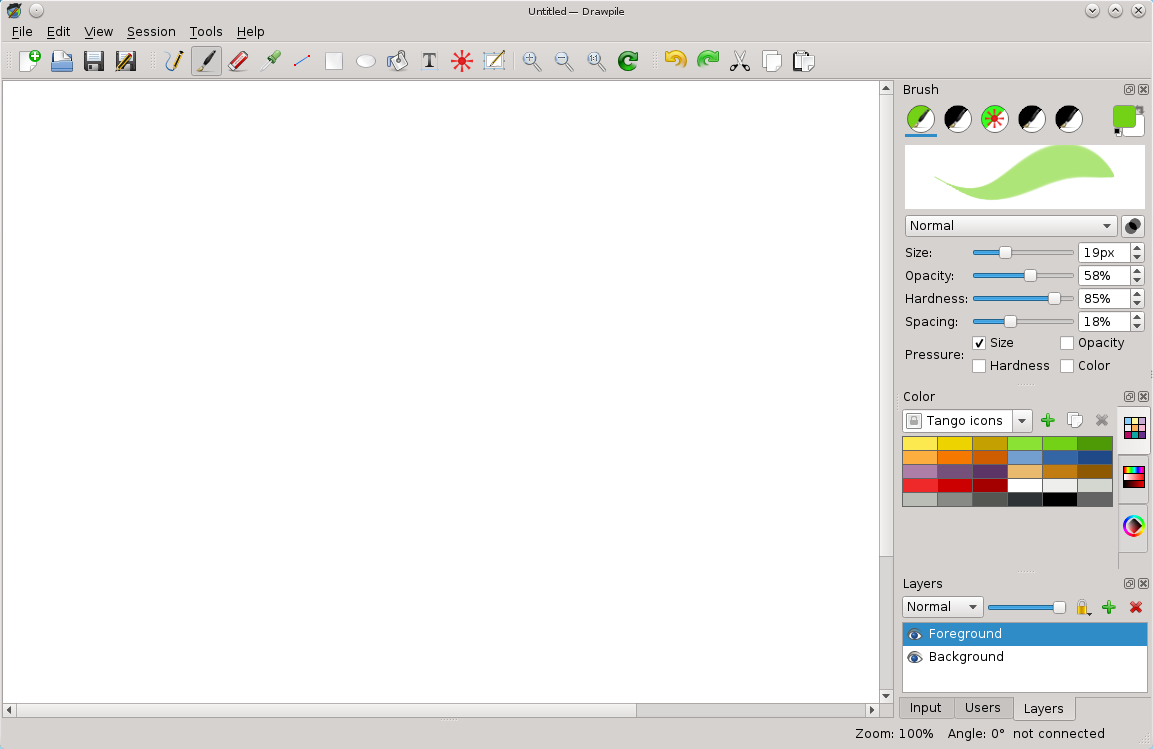 Untitled — Drawpile
File Edit View Session Tools Help
T 1:1
Brush
Normal
Size: 19px
Opacity: 58%
Hardness: 85%
Spacing: 18%
Pressure: Size Opacity
Hardness Color
Color
Tango icons
Layers
Normal
Foreground
Background
Input Users Layers
Zoom: 100% Angle: 0° not connected